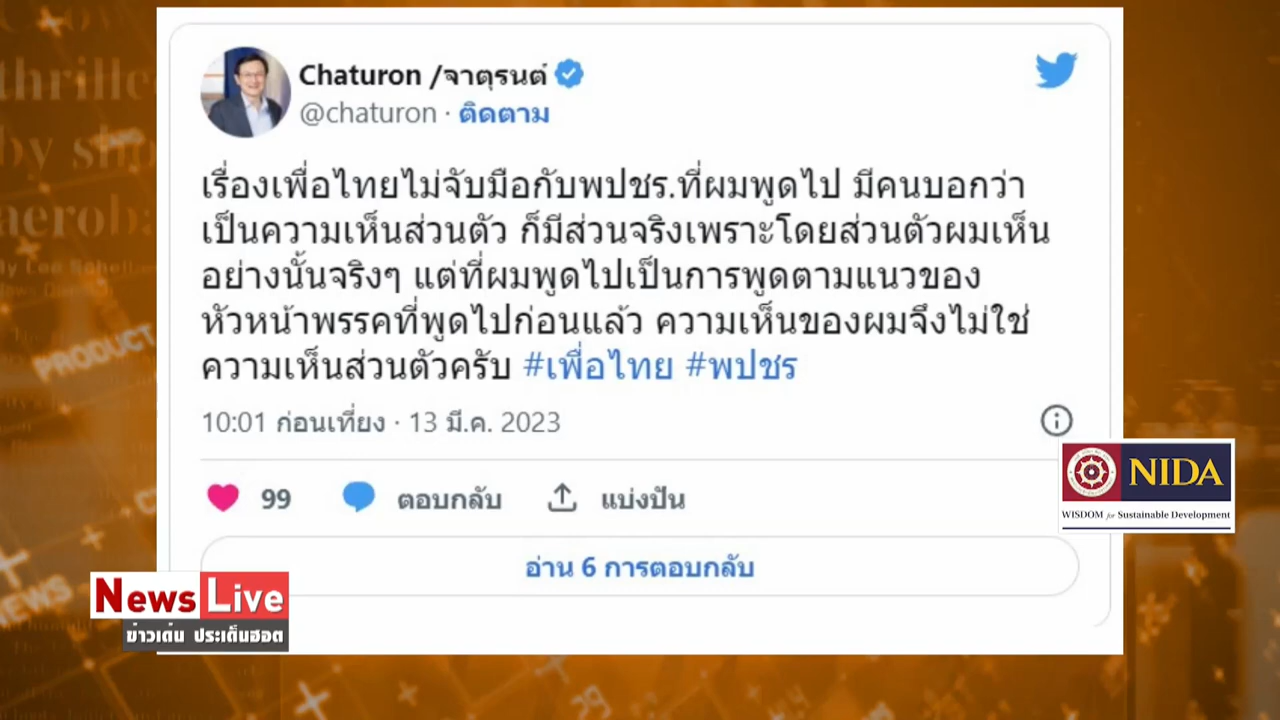 Chaturon /จาตุรนต์
@chaturon · ติดตาม
เรื่องเพื่อไทยไม่จับมือกับพปชร.ที่ผมพูดไป มีคนบอกว่า
เป็นความเห็นส่วนตัว ก็มีส่วนจริงเพราะโดยส่วนตัวผมเห็น
อย่างนั้นจริงๆ แต่ที่ผมพูดไปเป็นการพูดตามแนวของ
หัวหน้าพรรคที่พูดไปก่อนแล้ว ความเห็นของผมจึงไม่ใช่
ความเห็นส่วนตัวครับ #เพื่อไทย #พปชร
10:01 ก่อนเที่ยง · 13 มี.ค. 2023
99 ตอบกลับ แบ่งปัน
อ่าน 6 การตอบกลับ
NIDA
WISDOM for Sustainable Development
News Live
ข่าวเด่น ประเด็นฮอต
thrille
by sh
aerob
PRODUCT
NEWS